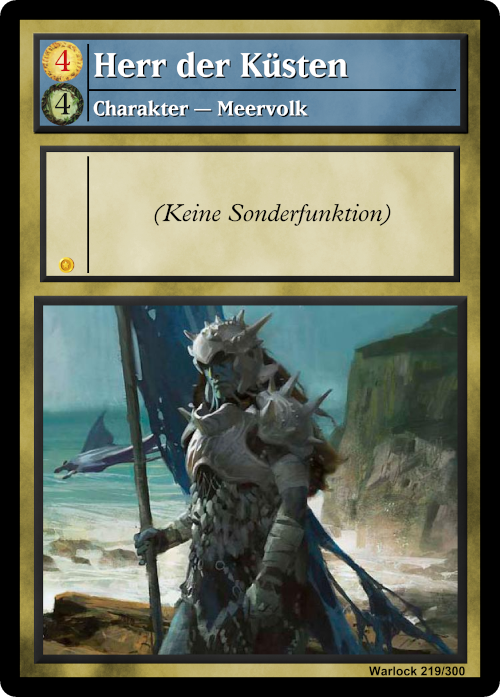 4 Herr der Küsten
4 Charakter — Meervolk
(Keine Sonderfunktion)
Warlock 219/300